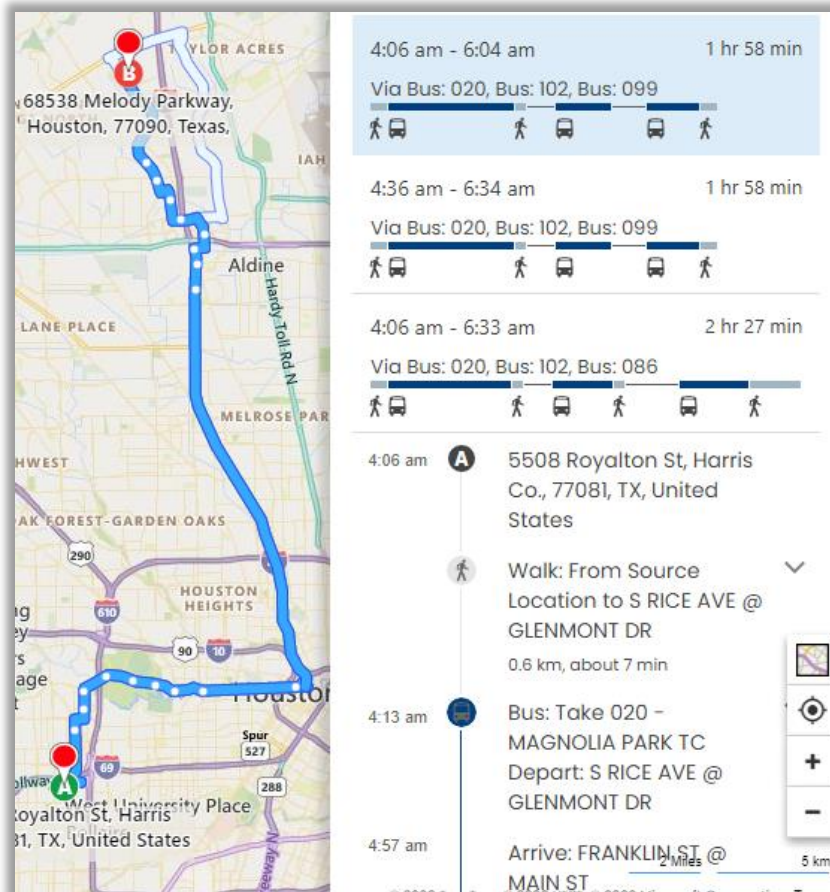 TAYLOR ACRES
B
68538 Melody Parkway,
Houston, 77090, Texas,
IAH
Aldine
Hardy Toll Rd N
LANE PLACE
MELROSE PAR
HWEST
OAK FOREST-GARDEN OAKS
290
HOUSTON
HEIGHTS
610
90
10
Houston
Spur
527
69
288
A
West University Place
Royalton St, Harris
31, TX, United States
Bellaire
eeway N
4:06 am - 6:04 am 1 hr 58 min
Via Bus: 020, Bus: 102, Bus: 099
4:36 am - 6:34 am 1 hr 58 min
Via Bus: 020, Bus: 102, Bus: 099
4:06 am - 6:33 am 2 hr 27 min
Via Bus: 020, Bus: 102, Bus: 086
4:06 am A 5508 Royalton St, Harris
Co., 77081, TX, United
States
Walk: From Source
Location to S RICE AVE @
GLENMONT DR
0.6 km, about 7 min
4:13 am Bus: Take 020 -
MAGNOLIA PARK TC
Depart: S RICE AVE @
GLENMONT DR
4:57 am Arrive: FRANKLIN ST @
MAIN ST
2 Miles 5 km